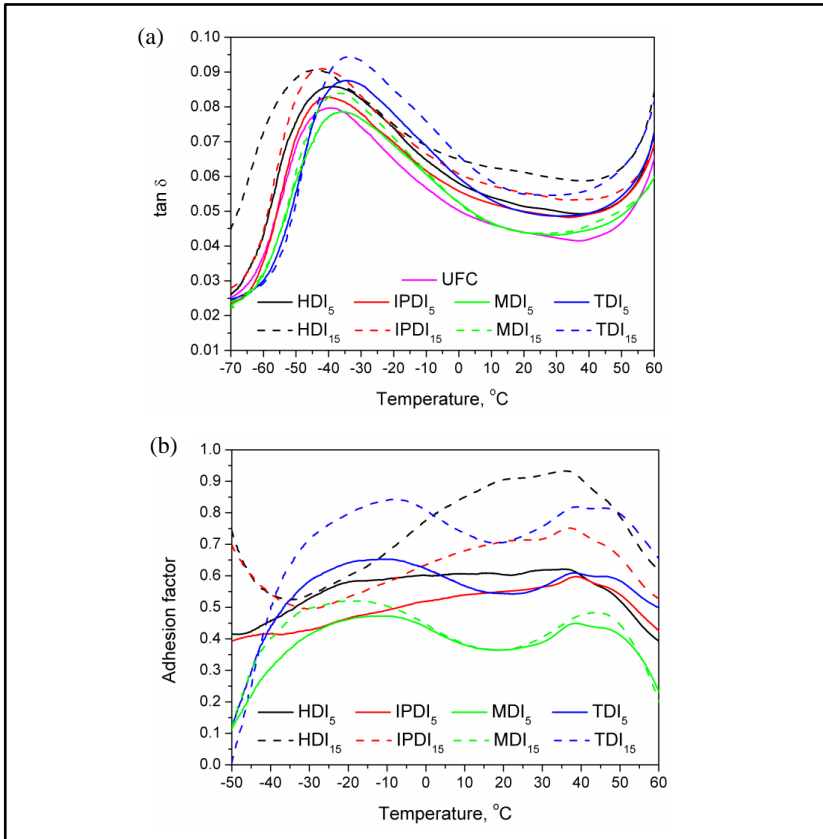 (a)
0.10
0.09
0.08
0.07
0.06
0.05
0.04
0.03
0.02
0.01
tan δ
UFC
HDI₅ IPDI₅ MDI₅ TDI₅
HDI₁₅ IPDI₁₅ MDI₁₅ TDI₁₅
-70 -60 -50 -40 -30 -20 -10 0 10 20 30 40 50 60
Temperature, °C
(b)
1.0
0.9
0.8
0.7
0.6
0.5
0.4
0.3
0.2
0.1
0.0
Adhesion factor
HDI₅ IPDI₅ MDI₅ TDI₅
HDI₁₅ IPDI₁₅ MDI₁₅ TDI₁₅
-50 -40 -30 -20 -10 0 10 20 30 40 50 60
Temperature, °C